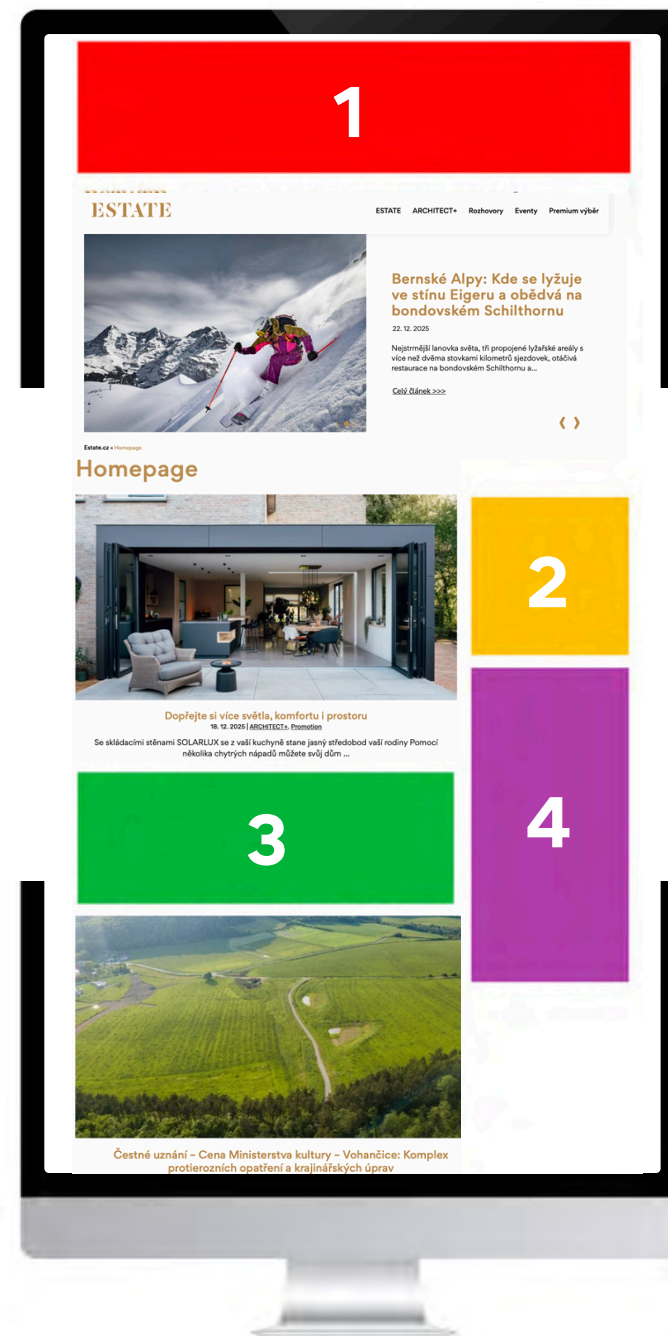 1
ESTATE
ESTATE ARCHITECT+ Rozhovory Eventy Premium výběr
Bernské Alpy: Kde se lyžuje
ve stínu Eigeru a obědvá na
bondovském Schilthornu
22. 12. 2025
Nejstrmější lanovka světa, tři propojené lyžařské areály s
více než dvěma stovkami kilometrů sjezdovek, otáčivá
restaurace na bondovském Schilthornu a...
Celý článek >>>
Estate.cz » Homepage
Homepage
2
Dopřejte si více světla, komfortu i prostoru
18. 12. 2025 | ARCHITECT+, Promotion
Se skládacími stěnami SOLARLUX se z vaší kuchyně stane jasný středobod vaší rodiny Pomocí
několika chytrých nápadů můžete svůj dům ...
3
4
Čestné uznání – Cena Ministerstva kultury – Vohančice: Komplex
protierozních opatření a krajinářských úprav